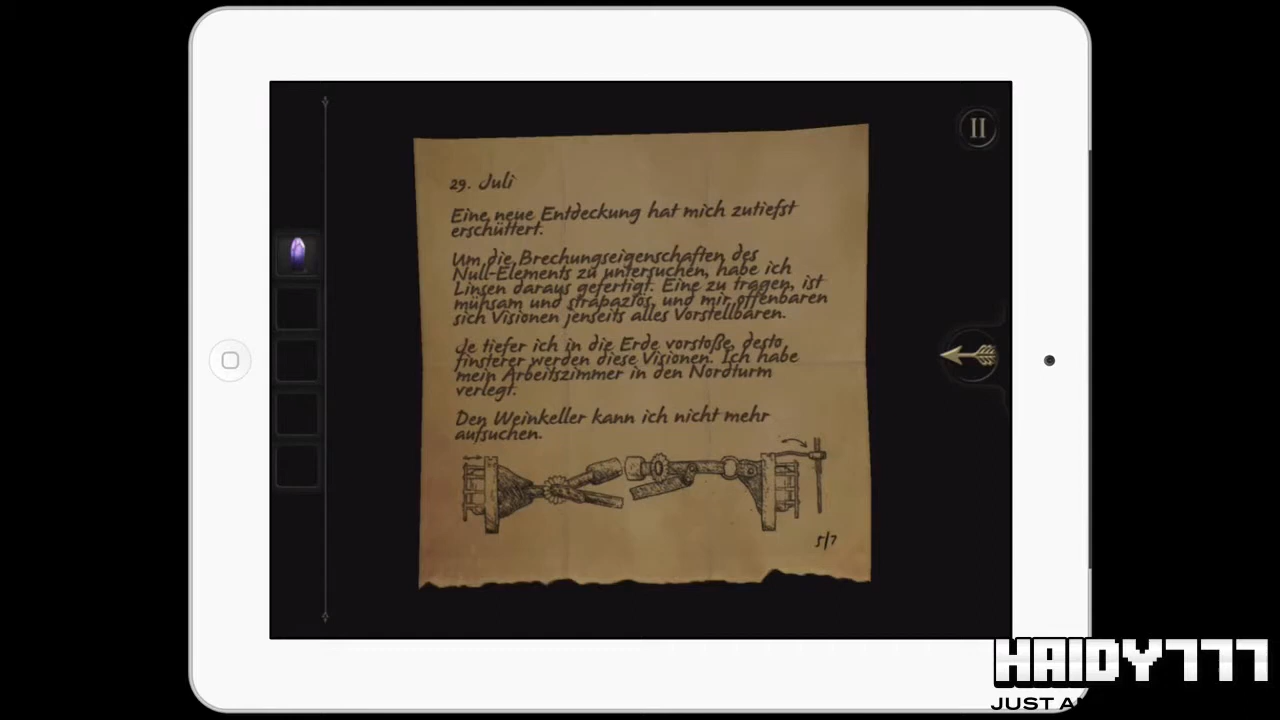 29. Juli
Eine neue Entdeckung hat mich zutiefst
erschüttert.
Um die Brechungseigenschaften des
Null-Elements zu untersuchen, habe ich
Linsen daraus gefertigt. Eine zu tragen, ist
mühsam und strapaziös, und mir offenbaren
sich Visionen jenseits alles Vorstellbaren.
Je tiefer ich in die Erde vorstoße, desto
finsterer werden diese Visionen. Ich habe
mein Arbeitszimmer in den Nordturm
verlegt.
Den Weinkeller kann ich nicht mehr
aufsuchen.
5/7
II
HAIDY777
JUST A